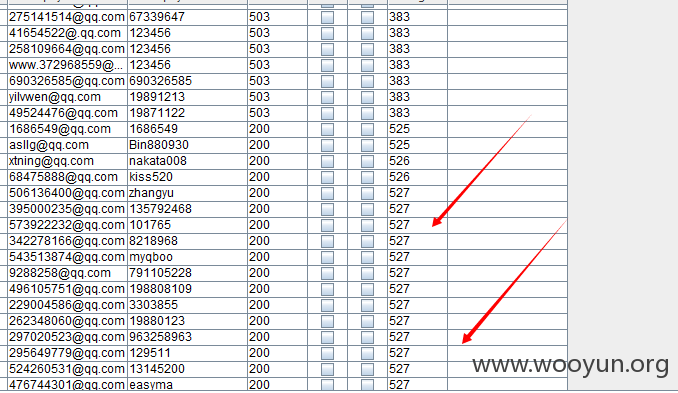 275141514@qq.com 67339647 503 383
41654522@.qq.com 123456 503 383
258109664@qq.com 123456 503 383
www.372968559@... 123456 503 383
690326585@qq.com 690326585 503 383
yilvwen@qq.com 19891213 503 383
49524476@qq.com 19871122 503 383
1686549@qq.com 1686549 200 525
asllg@qq.com Bin880930 200 525
xtning@qq.com nakata008 200 526
68475888@qq.com kiss520 200 526
506136400@qq.com zhangyu 200 527
395000235@qq.com 135792468 200 527
573922232@qq.com 101765 200 527
342278166@qq.com 8218968 200 527
543513874@qq.com myqboo 200 527
9288258@qq.com 791105228 200 527
496105751@qq.com 198808109 200 527
229004586@qq.com 3303855 200 527
262348060@qq.com 19880123 200 527
297020523@qq.com 963258963 200 527
295649779@qq.com 129511 200 527
524260531@qq.com 13145200 200 527
476744301@qq.com easyma 200 527
www.wooyun.org